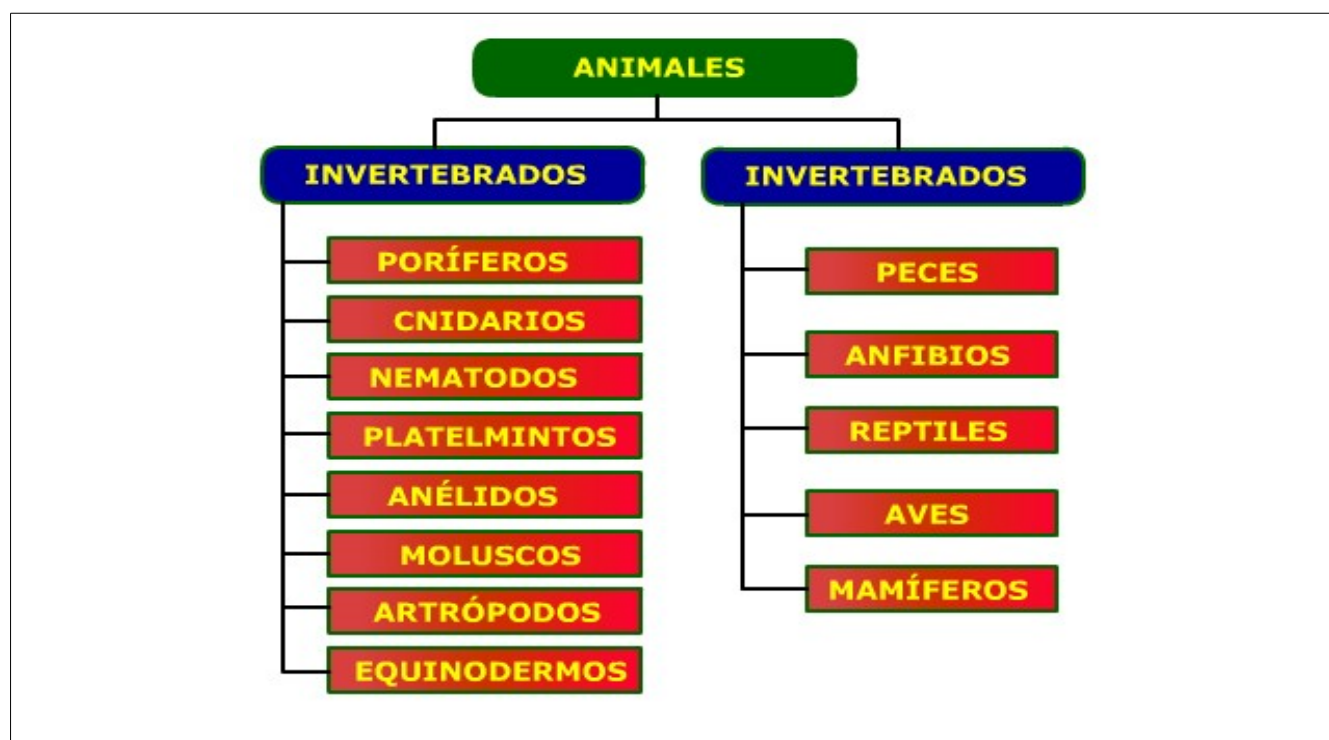 ANIMALES
INVERTEBRADOS
PORÍFEROS
CNIDARIOS
NEMATODOS
PLATELMINTOS
ANÉLIDOS
MOLUSCOS
ARTRÓPODOS
EQUINODERMOS
INVERTEBRADOS
PECES
ANFIBIOS
REPTILES
AVES
MAMÍFEROS